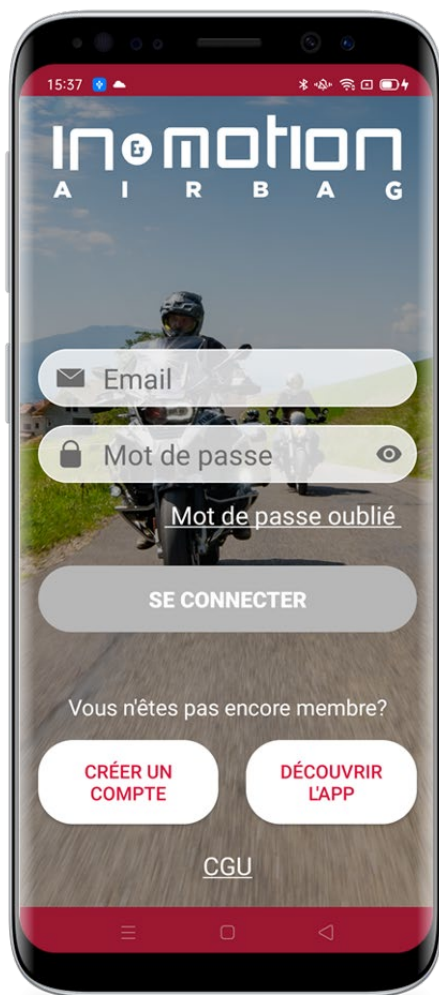 15:37
In&motion
AIRBAG
Email
Mot de passe
Mot de passe oublié
SE CONNECTER
Vous n'êtes pas encore membre?
CRÉER UN
COMPTE
DÉCOUVRIR
L'APP
CGU